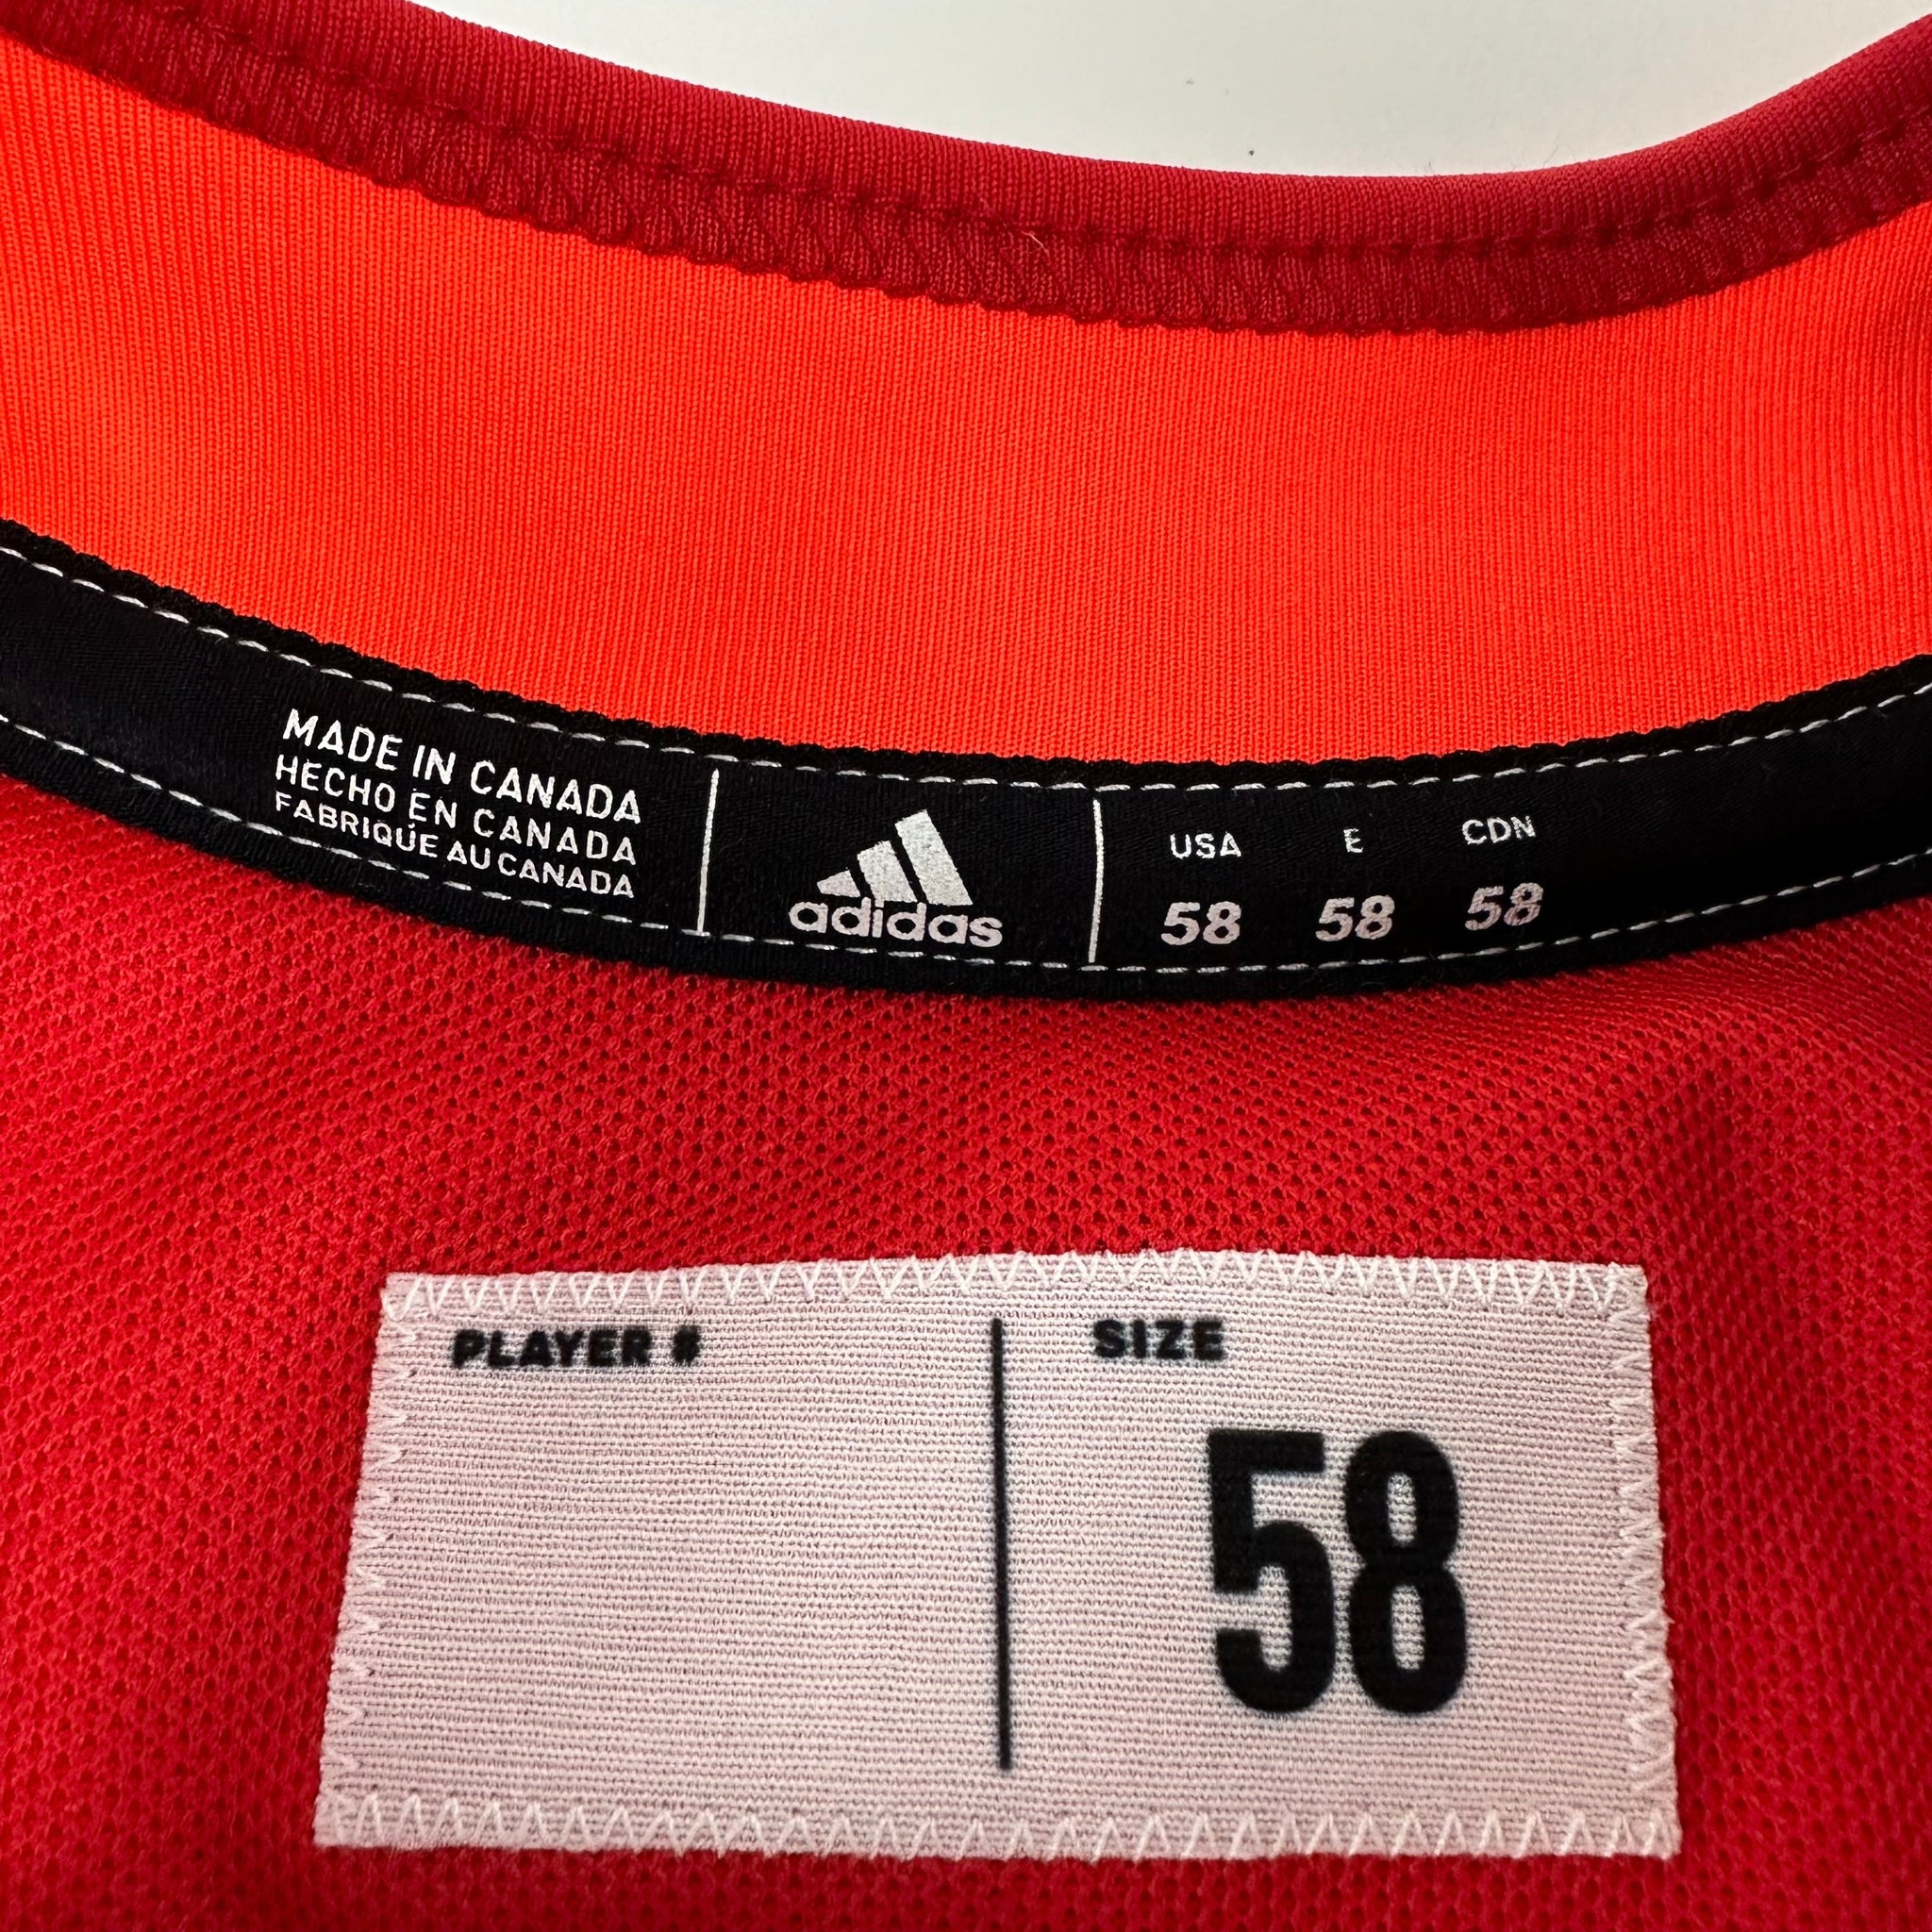 MADE IN CANADA
HECHO EN CANADA
FABRIQUÉ AU CANADA
adidas
USA E CDN
58 58 58
PLAYER # SIZE
58